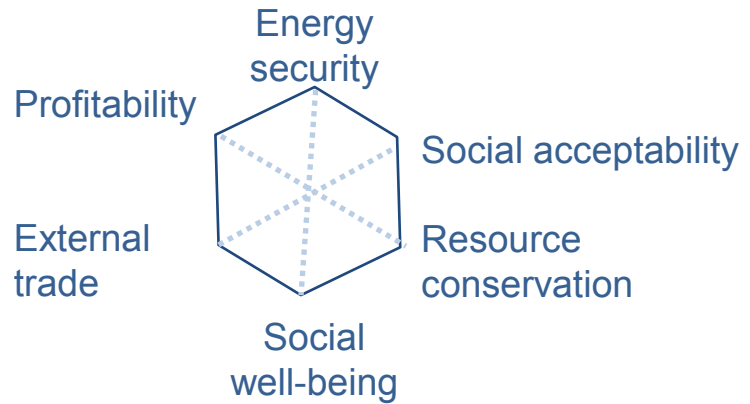 Energy
security
Profitability
Social acceptability
External
trade
Resource
conservation
Social
well-being